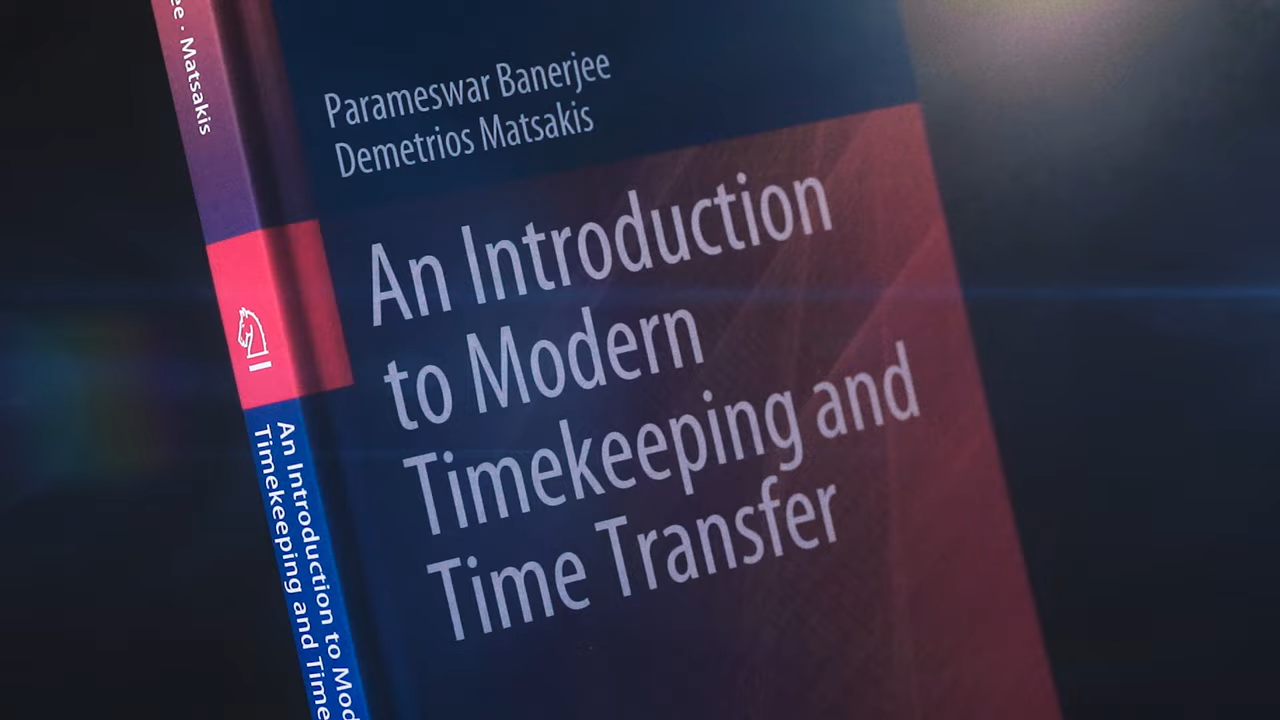 ee · Matsakis
Parameswar Banerjee
Demetrios Matsakis
An Introduction
to Modern
Timekeeping and
Time Transfer
An Introduction to Mod
Timekeeping and Time